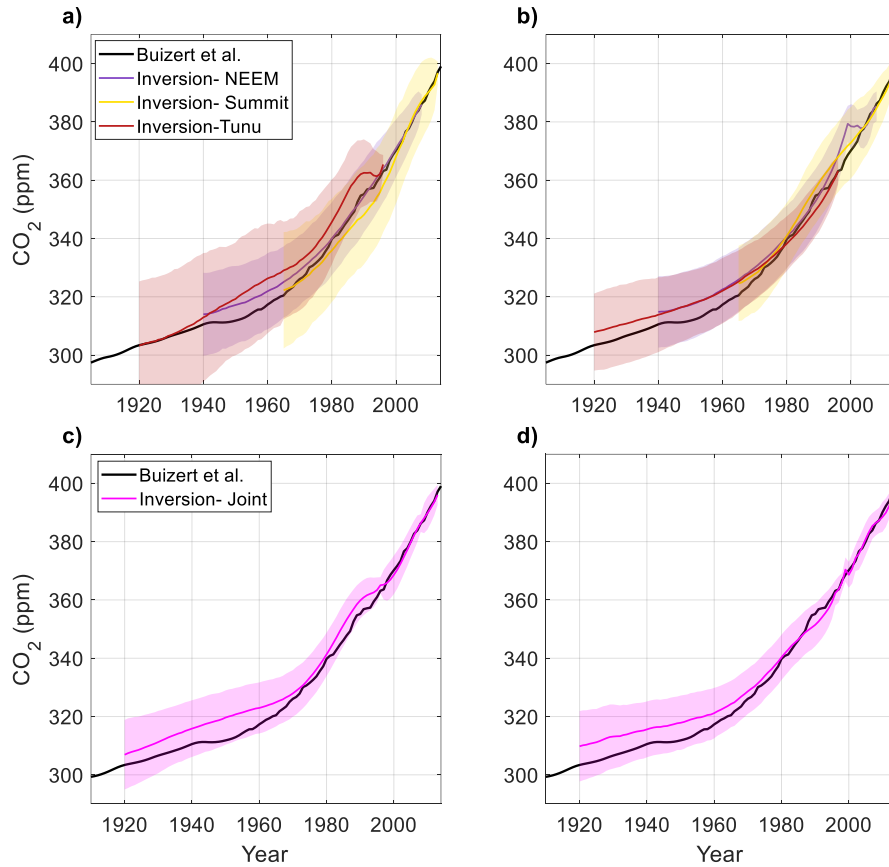 a)
b)
Buizert et al.
Inversion- NEEM
Inversion- Summit
Inversion-Tunu
400
380
360
340
320
300
CO2 (ppm)
1920 1940 1960 1980 2000
400
380
360
340
320
300
1920 1940 1960 1980 2000
c)
d)
Buizert et al.
Inversion- Joint
400
380
360
340
320
300
CO2 (ppm)
1920 1940 1960 1980 2000
Year
400
380
360
340
320
300
1920 1940 1960 1980 2000
Year